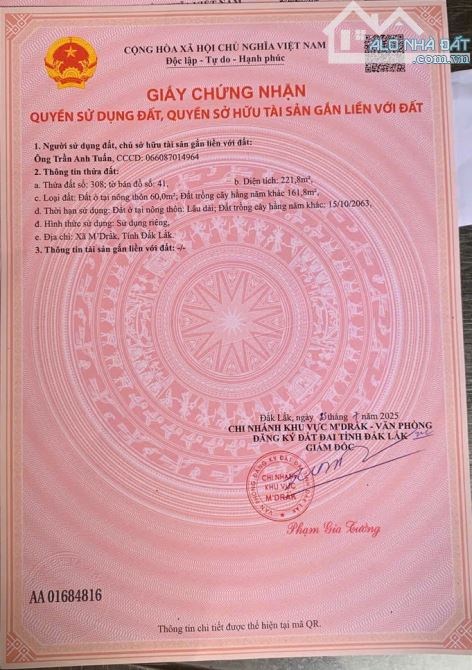 ALO NHÀ ĐẤT
.com.vn
CỘNG HÒA XÃ HỘI CHỦ NGHĨA VIỆT NAM
Độc lập - Tự do - Hạnh phúc
GIẤY CHỨNG NHẬN
QUYỀN SỬ DỤNG ĐẤT, QUYỀN SỞ HỮU TÀI SẢN GẮN LIỀN VỚI ĐẤT
1. Người sử dụng đất, chủ sở hữu tài sản gắn liền với đất:
Ông Trần Anh Tuấn, CCCD: 066087014964
2. Thông tin thửa đất:
a. Thửa đất số: 308; tờ bản đồ số: 41, b. Diện tích: 221,8m²,
c. Loại đất: Đất ở tại nông thôn 60,0m²; Đất trồng cây hằng năm khác 161,8m²,
d. Thời hạn sử dụng: Đất ở tại nông thôn: Lâu dài; Đất trồng cây hằng năm khác: 15/10/2063,
đ. Hình thức sử dụng: Sử dụng riêng,
e. Địa chỉ: Xã M'Drăk, Tỉnh Đắk Lắk.
3. Thông tin tài sản gắn liền với đất: -/-
Đắk Lắk, ngày tháng năm 2025
CHI NHÁNH KHU VỰC M'DRĂK - VĂN PHÒNG
ĐĂNG KÝ ĐẤT ĐAI TỈNH ĐẮK LẮK
GIÁM ĐỐC
CHI NHÁNH
KHU VỰC
M'DRĂK
Phạm Gia Tường
AA 01684816
Thông tin chi tiết được thể hiện tại mã QR.